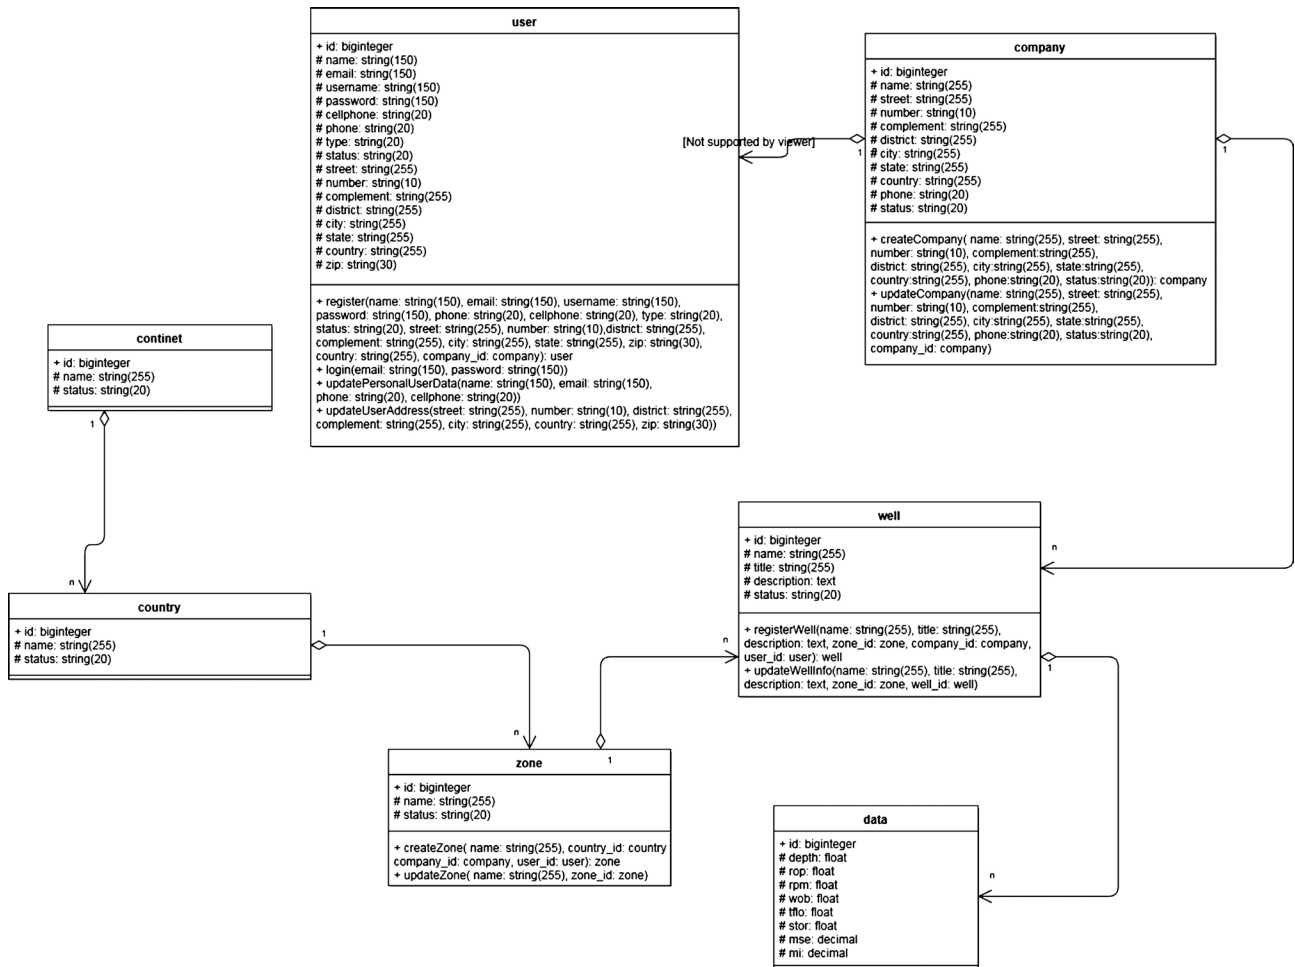 user
+ id: biginteger
# name: string(150)
# email: string(150)
# username: string(150)
# password: string(150)
# cellphone: string(20)
# phone: string(20)
# type: string(20)
# status: string(20)
# street: string(255)
# number: string(10)
# complement: string(255)
# district: string(255)
# city: string(255)
# state: string(255)
# country: string(255)
# zip: string(30)
+ register(name: string(150), email: string(150), username: string(150),
password: string(150), phone: string(20), cellphone: string(20), type: string(20),
status: string(20), street: string(255), number: string(10),district: string(255),
complement: string(255), city: string(255), state: string(255), zip: string(30),
country: string(255), company_id: company): user
+ login(email: string(150), password: string(150))
+ updatePersonalUserData(name: string(150), email: string(150),
phone: string(20), cellphone: string(20))
+ updateUserAddress(street: string(255), number: string(10), district: string(255),
complement: string(255), city: string(255), country: string(255), zip: string(30))
[Not supported by viewer]
1
company
+ id: biginteger
# name: string(255)
# street: string(255)
# number: string(10)
# complement: string(255)
# district: string(255)
# city: string(255)
# state: string(255)
# country: string(255)
# phone: string(20)
# status: string(20)
+ createCompany( name: string(255), street: string(255),
number: string(10), complement:string(255),
district: string(255), city:string(255), state:string(255),
country:string(255), phone:string(20), status:string(20)): company
+ updateCompany(name: string(255), street: string(255),
number: string(10), complement:string(255),
district: string(255), city:string(255), state:string(255),
country:string(255), phone:string(20), status:string(20),
company_id: company)
1
continet
+ id: biginteger
# name: string(255)
# status: string(20)
1
n
country
+ id: biginteger
# name: string(255)
# status: string(20)
1
n
zone
+ id: biginteger
# name: string(255)
# status: string(20)
+ createZone( name: string(255), country_id: country
company_id: company, user_id: user): zone
+ updateZone( name: string(255), zone_id: zone)
1
n
n
well
+ id: biginteger
# name: string(255)
# title: string(255)
# description: text
# status: string(20)
+ registerWell(name: string(255), title: string(255),
description: text, zone_id: zone, company_id: company,
user_id: user): well
+ updateWellInfo(name: string(255), title: string(255),
description: text, zone_id: zone, well_id: well)
1
n
data
+ id: biginteger
# depth: float
# rop: float
# rpm: float
# wob: float
# tflo: float
# stor: float
# mse: decimal
# mi: decimal